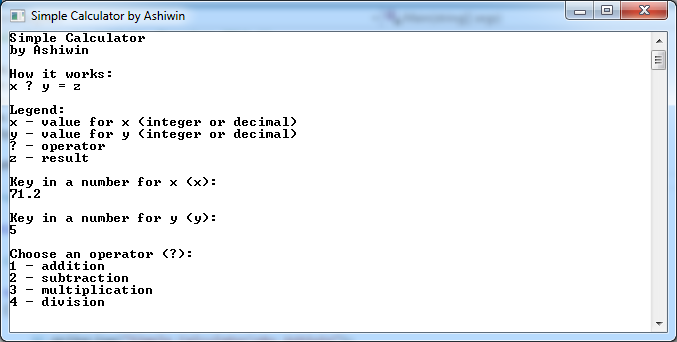 Simple Calculator by Ashiwin
Simple Calculator
by Ashiwin
How it works:
x ? y = z
Legend:
x - value for x (integer or decimal)
y - value for y (integer or decimal)
? - operator
z - result
Key in a number for x (x):
71.2
Key in a number for y (y):
5
Choose an operator (?):
1 - addition
2 - subtraction
3 - multiplication
4 - division